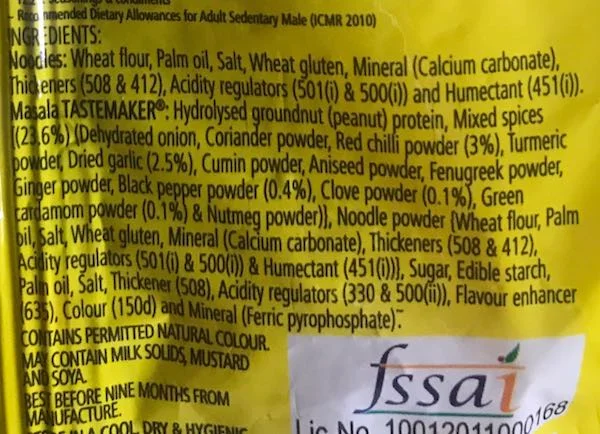 - Recommended Dietary Allowances for Adult Sedentary Male (ICMR 2010)
INGREDIENTS:
Noodles: Wheat flour, Palm oil, Salt, Wheat gluten, Mineral (Calcium carbonate),
Thickeners (508 & 412), Acidity regulators (501(i) & 500(i)) and Humectant (451(i)).
Masala TASTEMAKER®: Hydrolysed groundnut (peanut) protein, Mixed spices
[(23.6%) (Dehydrated onion, Coriander powder, Red chilli powder (3%), Turmeric
powder, Dried garlic (2.5%), Cumin powder, Aniseed powder, Fenugreek powder,
Ginger powder, Black pepper powder (0.4%), Clove powder (0.1%), Green
cardamom powder (0.1%) & Nutmeg powder)], Noodle powder {Wheat flour, Palm
oil, Salt, Wheat gluten, Mineral (Calcium carbonate), Thickeners (508 & 412),
Acidity regulators (501(i) & 500(i)) & Humectant (451(i))}, Sugar, Edible starch,
Palm oil, Salt, Thickener (508), Acidity regulators (330 & 500(ii)), Flavour enhancer
(635), Colour (150d) and Mineral (Ferric pyrophosphate).
CONTAINS PERMITTED NATURAL COLOUR.
MAY CONTAIN MILK SOLIDS, MUSTARD
AND SOYA.
BEST BEFORE NINE MONTHS FROM
MANUFACTURE.
IN A COOL, DRY & HYGIENIC
fssai
Lic No. 10012011000168